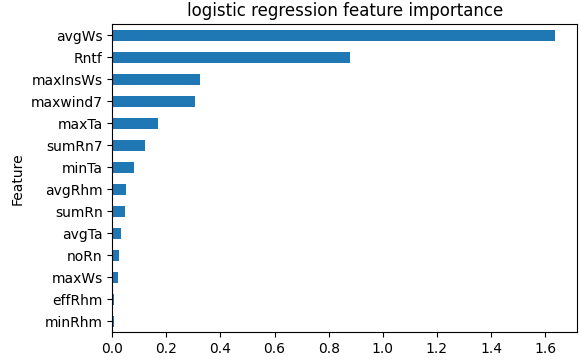 logistic regression feature importance
avgWs
Rntf
maxInsWs
maxwind7
maxTa
sumRn7
minTa
avgRhm
sumRn
avgTa
noRn
maxWs
effRhm
minRhm
Feature
0.0 0.2 0.4 0.6 0.8 1.0 1.2 1.4 1.6